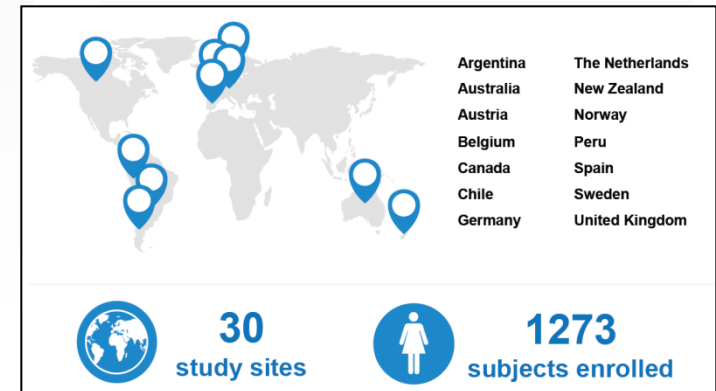 Argentina
Australia
Austria
Belgium
Canada
Chile
Germany
The Netherlands
New Zealand
Norway
Peru
Spain
Sweden
United Kingdom
30
study sites
1273
subjects enrolled